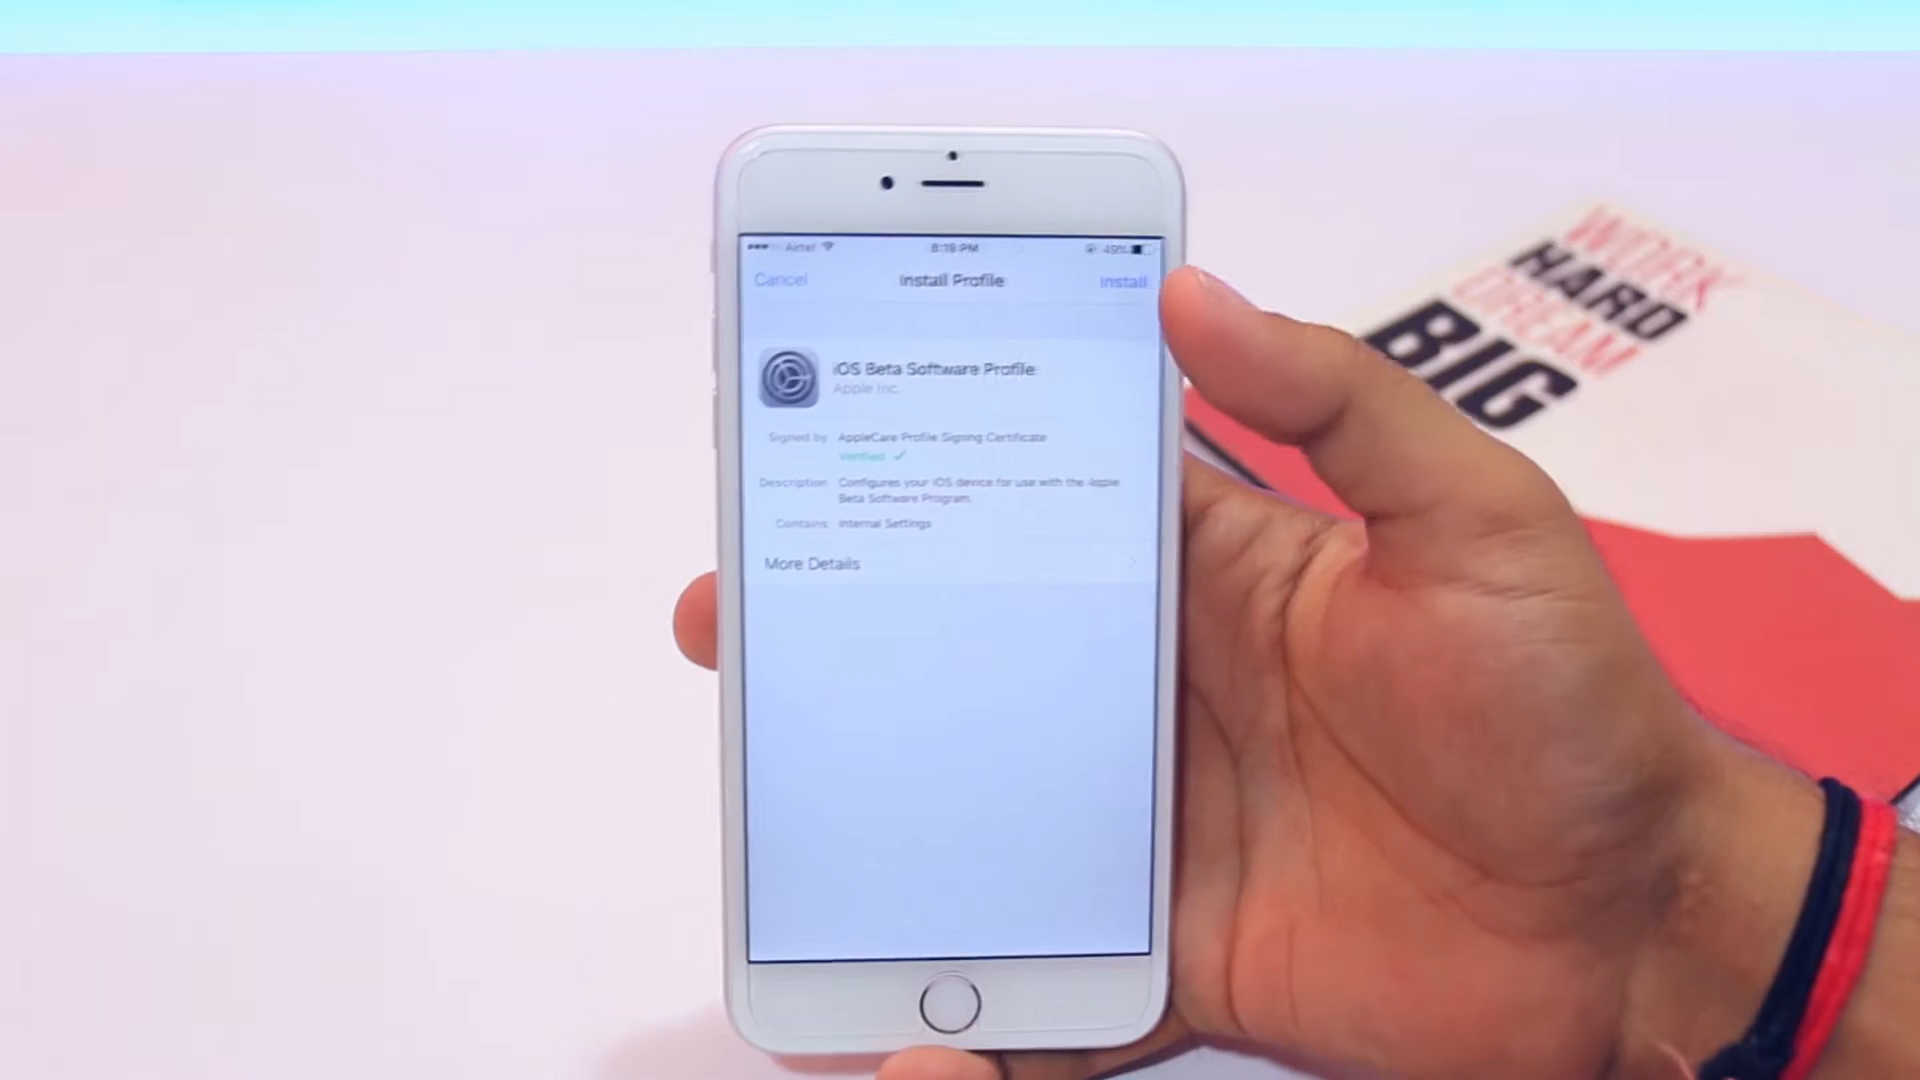 Airtel 8:19 PM 49%
Cancel Install Profile Install
iOS Beta Software Profile
Apple Inc.
Signed by AppleCare Profile Signing Certificate
Verified ✓
Description Configures your iOS device for use with the Apple
Beta Software Program.
Contains Internal Settings
More Details
WORK
HARD
DREAM
BIG